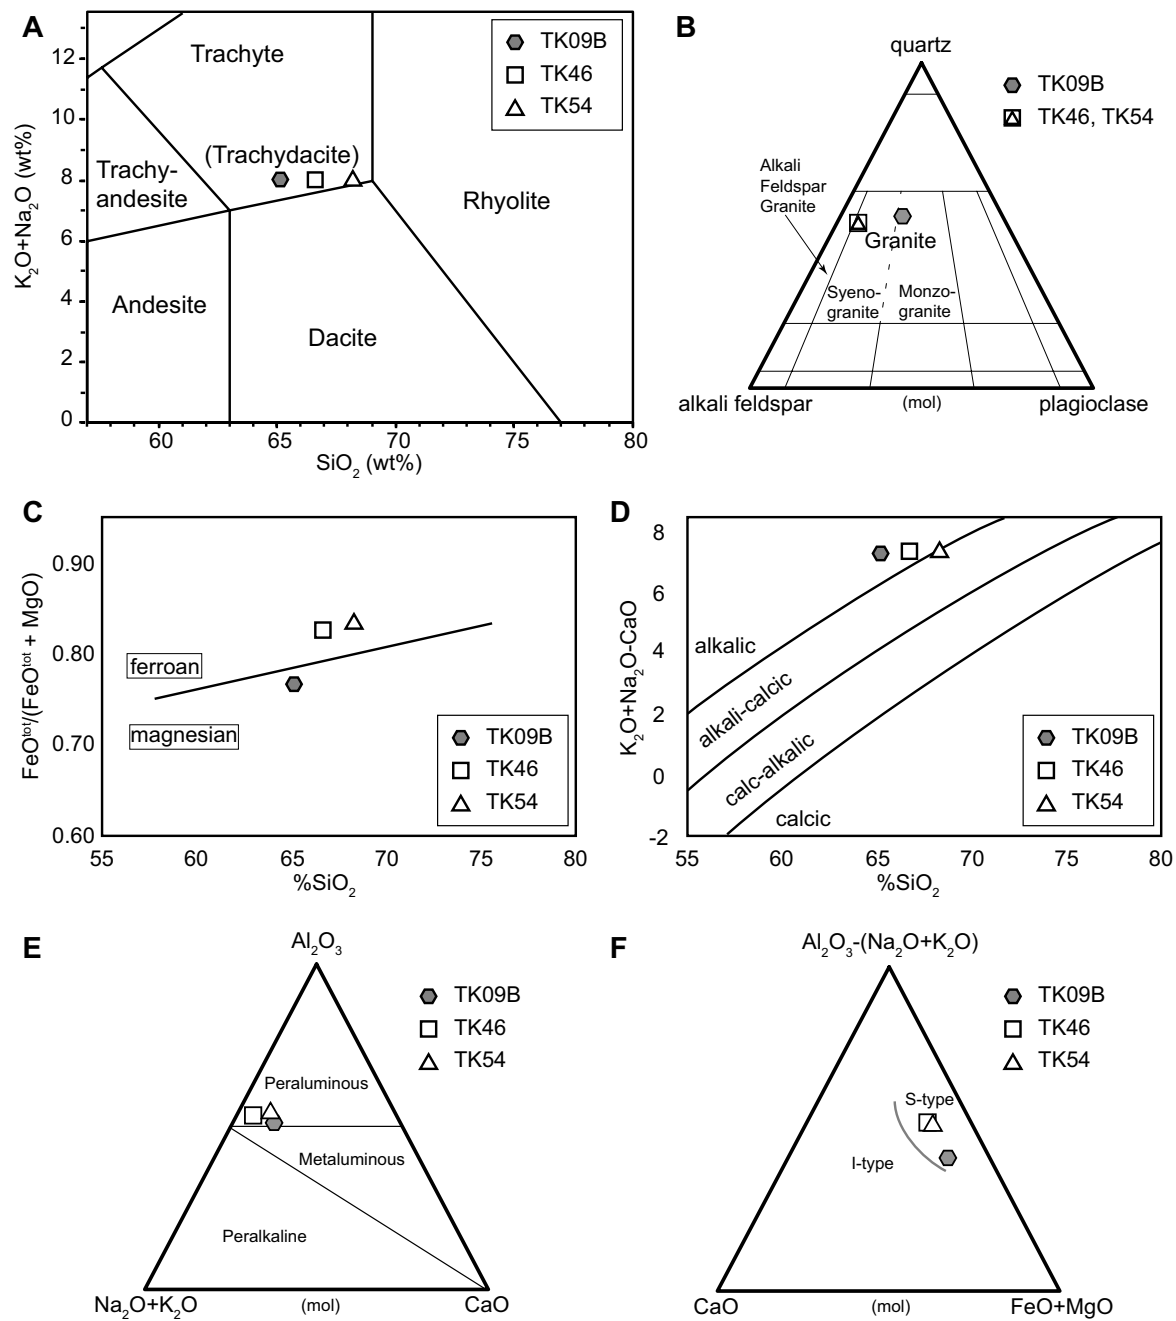 A
Trachyte
TK09B
TK46
TK54
(Trachydacite)
Trachy-
andesite
Rhyolite
Andesite
Dacite
K₂O+Na₂O (wt%)
12
10
8
6
4
2
0
60 65 70 75 80
SiO₂ (wt%)
B
quartz
TK09B
TK46, TK54
Alkali
Feldspar
Granite
Granite
Syeno-
granite
Monzo-
granite
alkali feldspar (mol) plagioclase
C
FeOᵗᵒᵗ/(FeOᵗᵒᵗ + MgO)
0.90
0.80
0.70
0.60
ferroan
magnesian
TK09B
TK46
TK54
55 60 65 70 75 80
%SiO₂
D
K₂O+Na₂O-CaO
8
6
4
2
0
-2
alkalic
alkali-calcic
calc-alkalic
calcic
TK09B
TK46
TK54
55 60 65 70 75 80
%SiO₂
E
Al₂O₃
TK09B
TK46
TK54
Peraluminous
Metaluminous
Peralkaline
Na₂O+K₂O (mol) CaO
F
Al₂O₃-(Na₂O+K₂O)
TK09B
TK46
TK54
S-type
I-type
CaO (mol) FeO+MgO